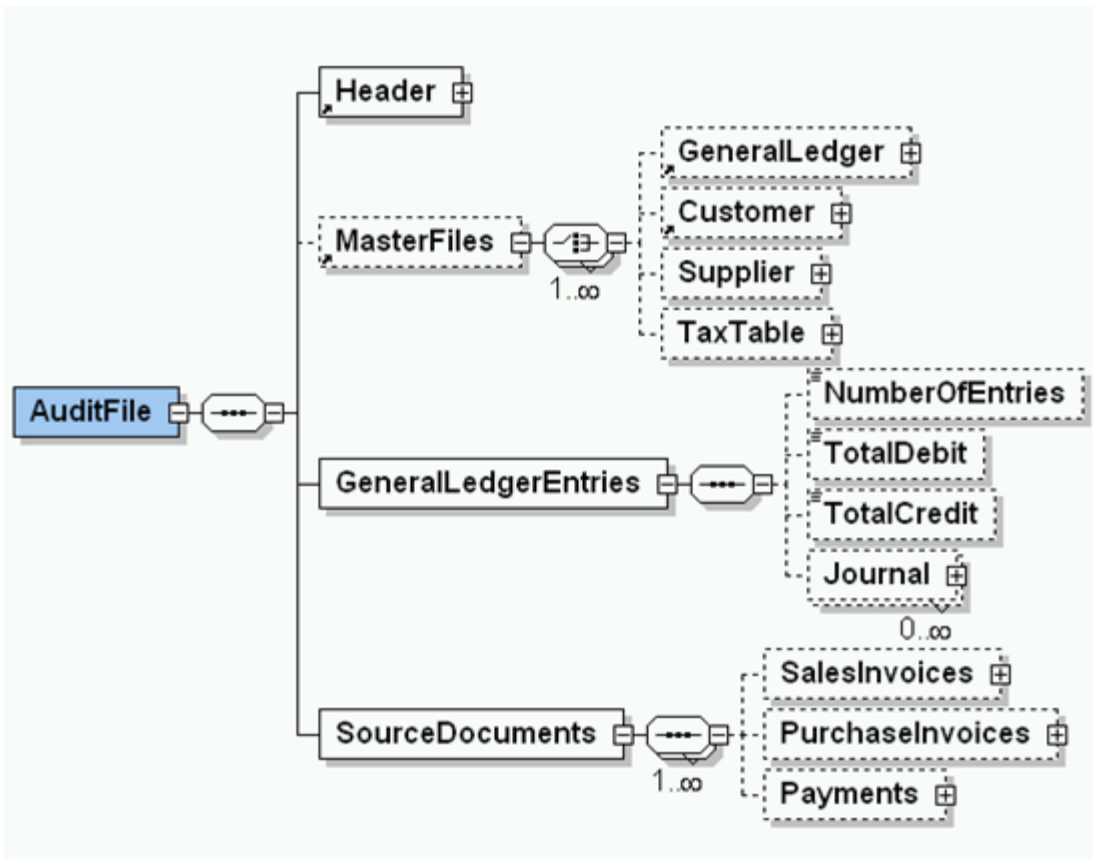 Header
GeneralLedger
Customer
MasterFiles
1..∞
Supplier
TaxTable
AuditFile
NumberOfEntries
TotalDebit
GeneralLedgerEntries
TotalCredit
Journal
0..∞
SalesInvoices
SourceDocuments
PurchaseInvoices
1..∞
Payments